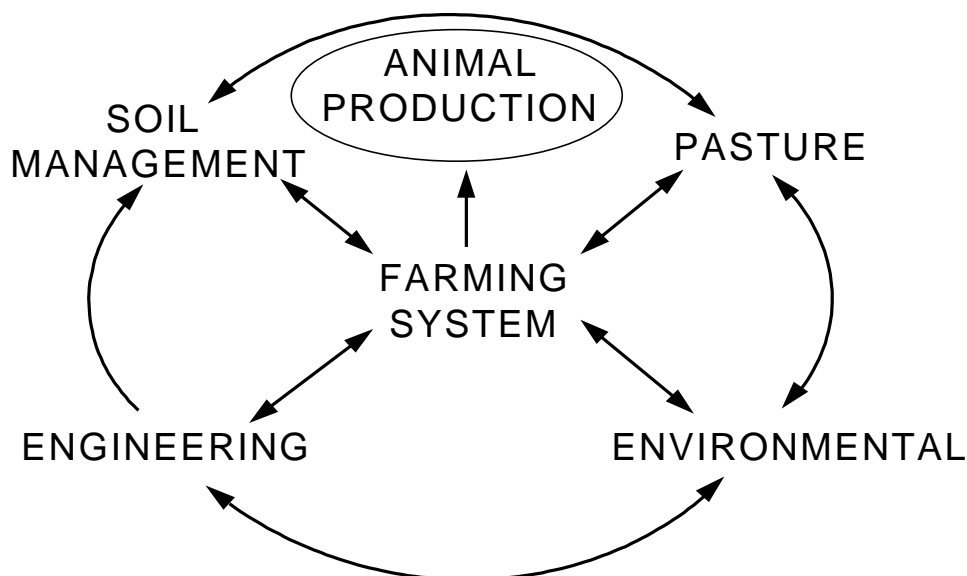 ANIMAL
PRODUCTION
SOIL
MANAGEMENT
PASTURE
FARMING
SYSTEM
ENGINEERING
ENVIRONMENTAL